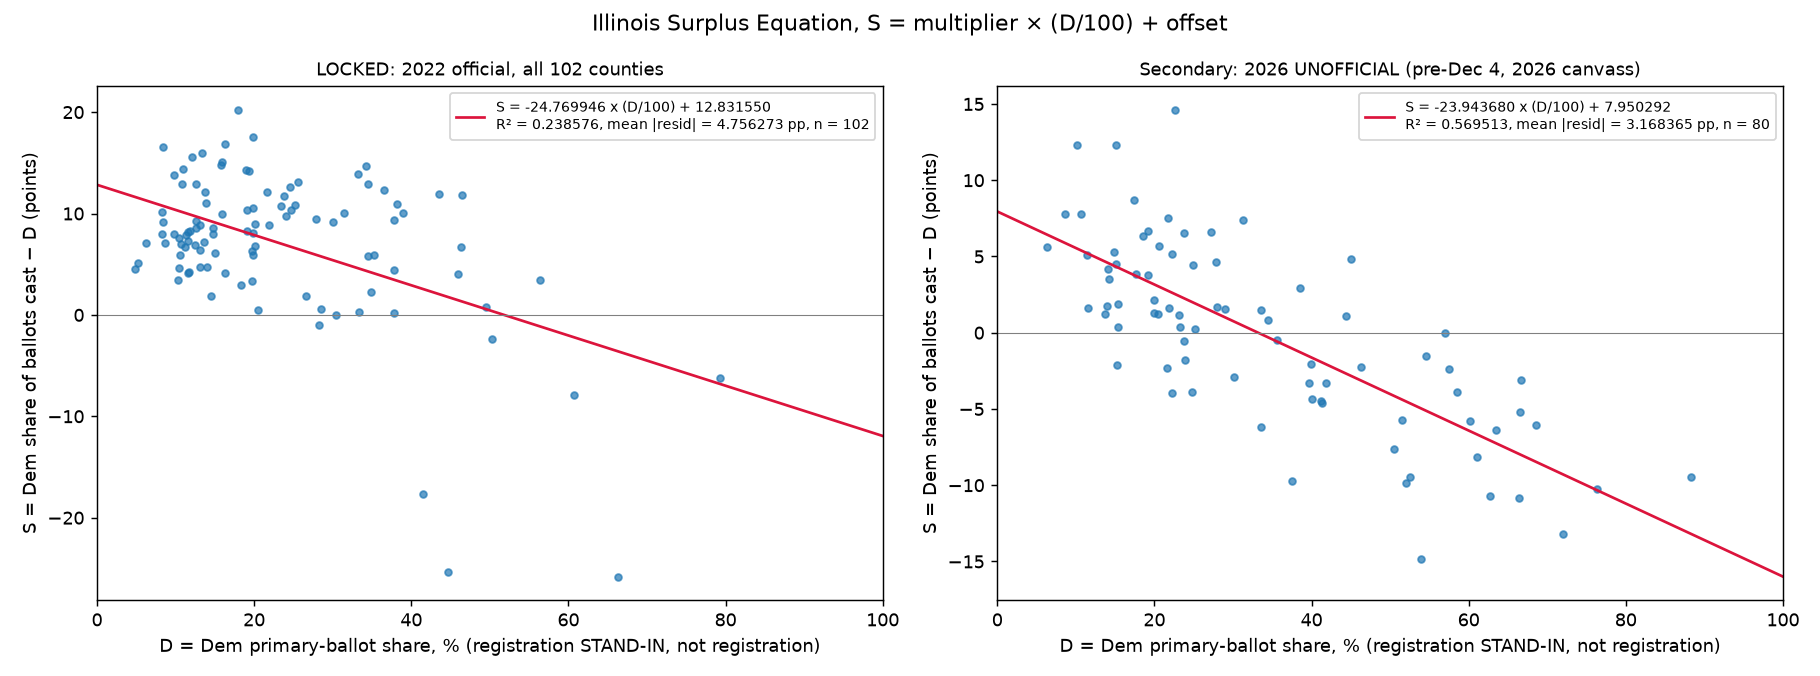 Illinois Surplus Equation, S = multiplier × (D/100) + offset
LOCKED: 2022 official, all 102 counties
S = -24.769946 x (D/100) + 12.831550
R² = 0.238576, mean |resid| = 4.756273 pp, n = 102
S = Dem share of ballots cast − D (points)
20
10
0
−10
−20
0
20
40
60
80
100
D = Dem primary-ballot share, % (registration STAND-IN, not registration)
Secondary: 2026 UNOFFICIAL (pre-Dec 4, 2026 canvass)
S = -23.943680 x (D/100) + 7.950292
R² = 0.569513, mean |resid| = 3.168365 pp, n = 80
S = Dem share of ballots cast − D (points)
15
10
5
0
−5
−10
−15
0
20
40
60
80
100
D = Dem primary-ballot share, % (registration STAND-IN, not registration)